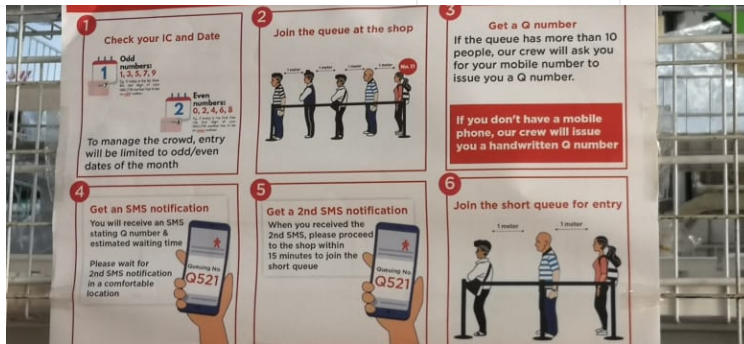 1
Check your IC and Date
1
Odd
numbers:
1, 3, 5, 7, 9
2
Even
numbers:
0, 2, 4, 6, 8
To manage the crowd, entry
will be limited to odd/even
dates of the month
2
Join the queue at the shop
1 meter
1 meter
1 meter
1 meter
3
Get a Q number
If the queue has more than 10
people, our crew will ask you
for your mobile number to
issue you a Q number.
If you don't have a mobile
phone, our crew will issue
you a handwritten Q number
4
Get an SMS notification
You will receive an SMS
stating Q number &
estimated waiting time
Please wait for
2nd SMS notification
in a comfortable
location
Queuing No.
Q521
5
Get a 2nd SMS notification
When you received the
2nd SMS, please proceed
to the shop within
15 minutes to join the
short queue
Queuing No.
Q521
6
Join the short queue for entry
1 meter
1 meter